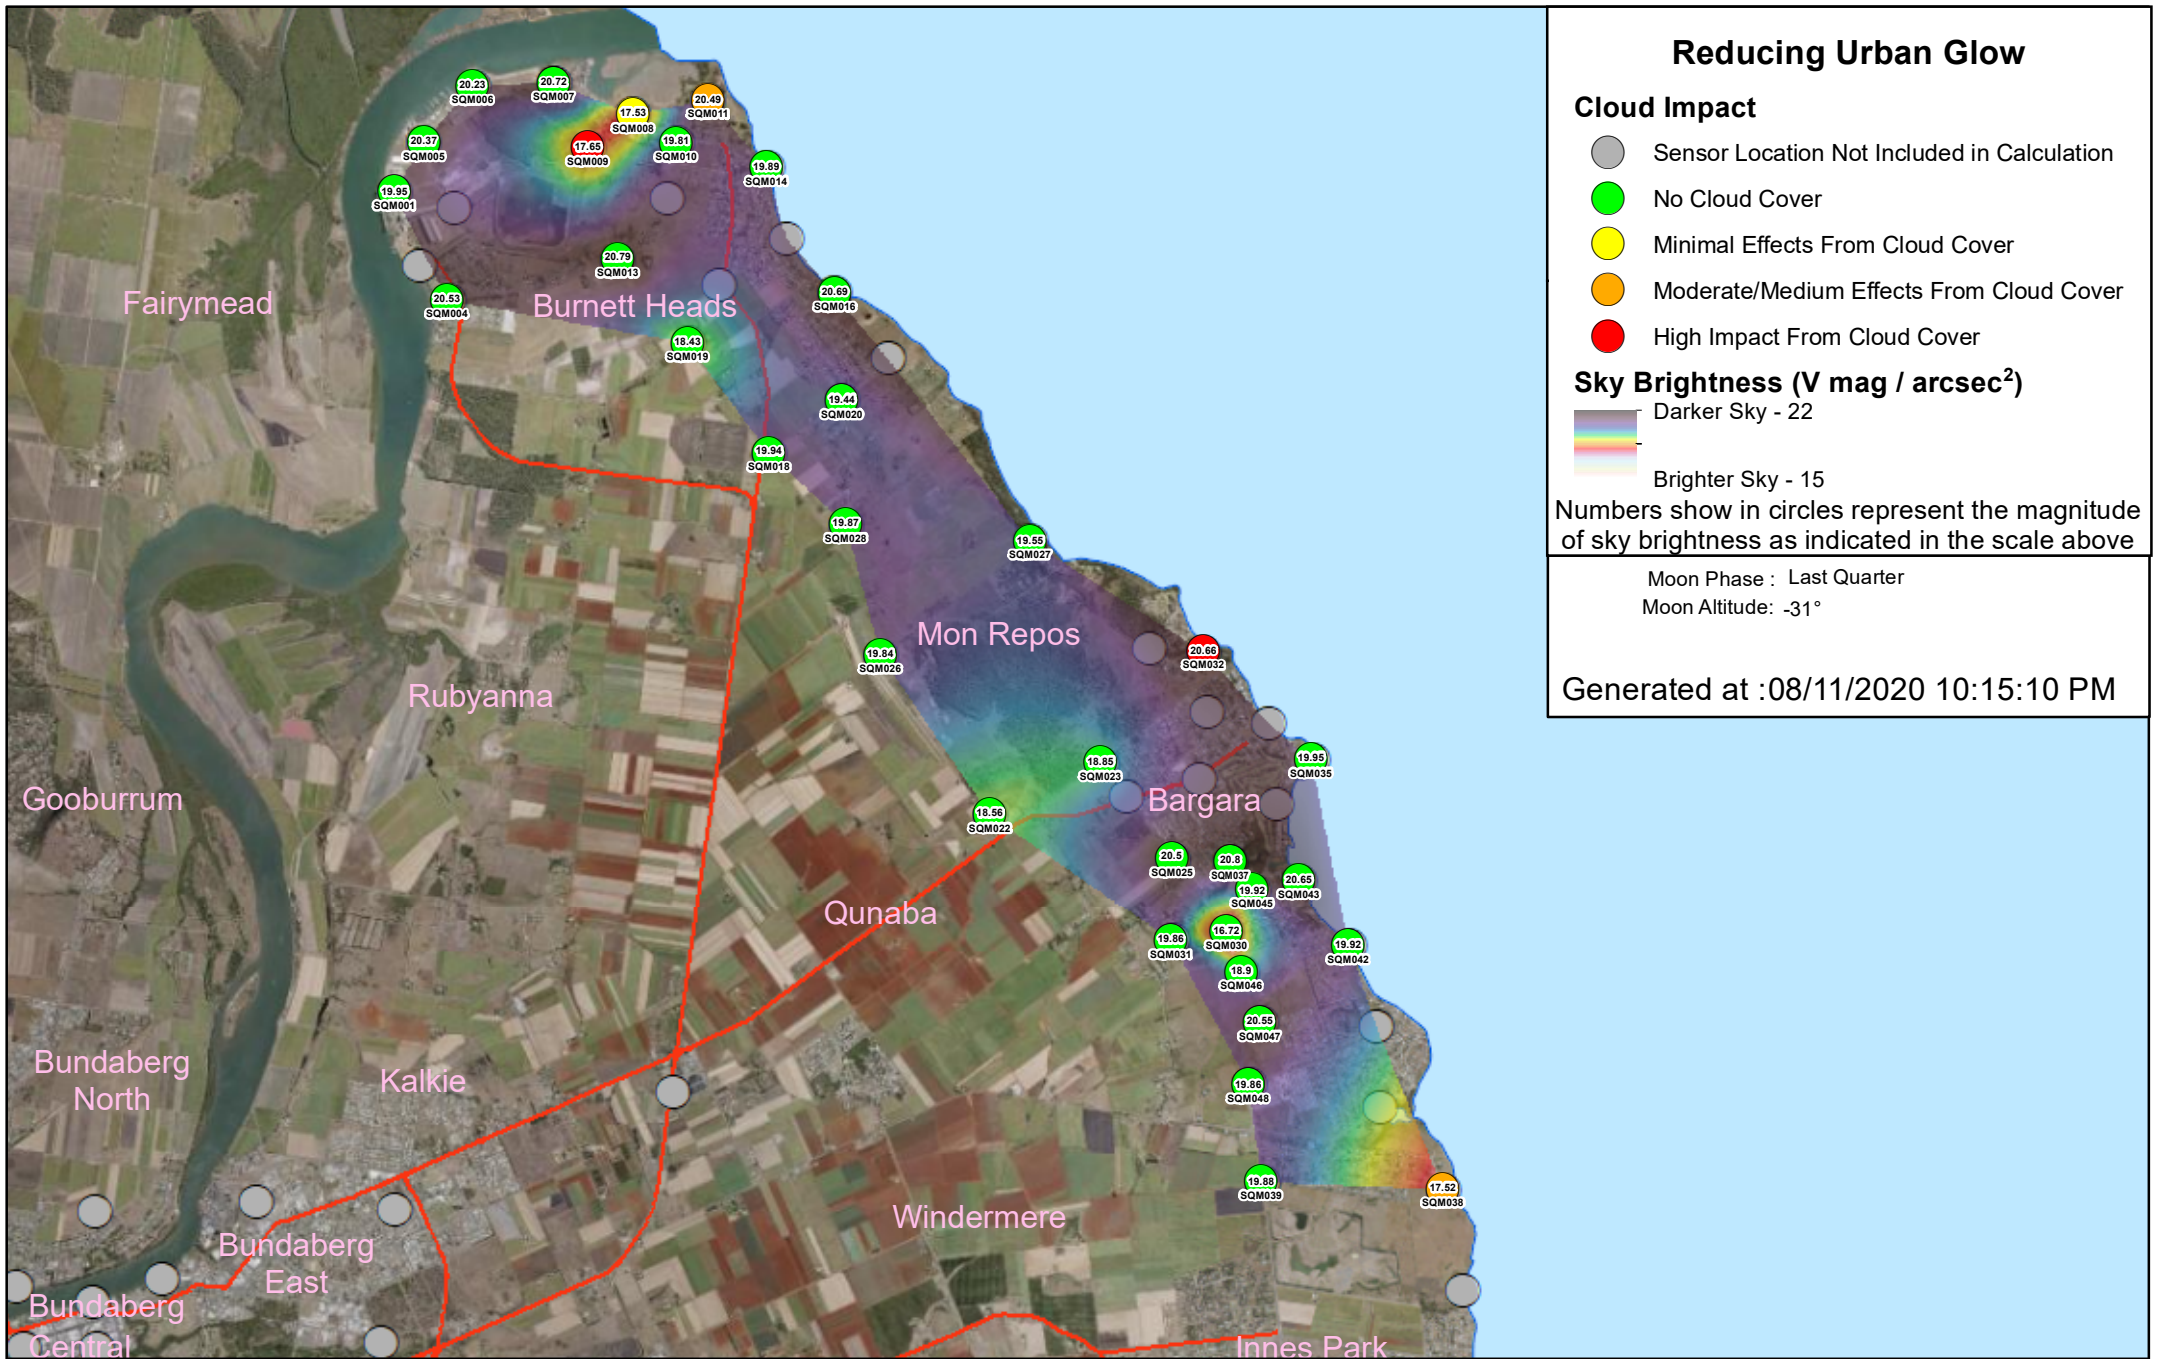 Reducing Urban Glow
Cloud Impact
Sensor Location Not Included in Calculation
No Cloud Cover
Minimal Effects From Cloud Cover
Moderate/Medium Effects From Cloud Cover
High Impact From Cloud Cover
Sky Brightness (V mag / arcsec²)
Darker Sky - 22
Brighter Sky - 15
Numbers show in circles represent the magnitude
of sky brightness as indicated in the scale above
Moon Phase : Last Quarter
Moon Altitude: -31°
Generated at :08/11/2020 10:15:10 PM
20.23
SQM006
20.72
SQM007
17.53
SQM008
20.49
SQM011
20.37
SQM005
17.65
SQM009
19.81
SQM010
19.89
SQM014
19.95
SQM001
20.79
SQM013
20.53
SQM004
Fairymead
Burnett Heads
20.69
SQM016
18.43
SQM019
19.44
SQM020
19.94
SQM018
19.87
SQM028
19.55
SQM027
Mon Repos
19.84
SQM026
20.66
SQM032
Rubyanna
18.85
SQM023
19.95
SQM035
Gooburrum
18.56
SQM022
Bargara
20.5
SQM025
20.8
SQM037
19.92
SQM045
20.65
SQM043
Qunaba
19.86
SQM031
16.72
SQM030
19.92
SQM042
18.9
SQM046
20.55
SQM047
Bundaberg
North
Kalkie
19.86
SQM048
19.88
SQM039
17.52
SQM038
Windermere
Bundaberg
East
Bundaberg
Central
Innes Park